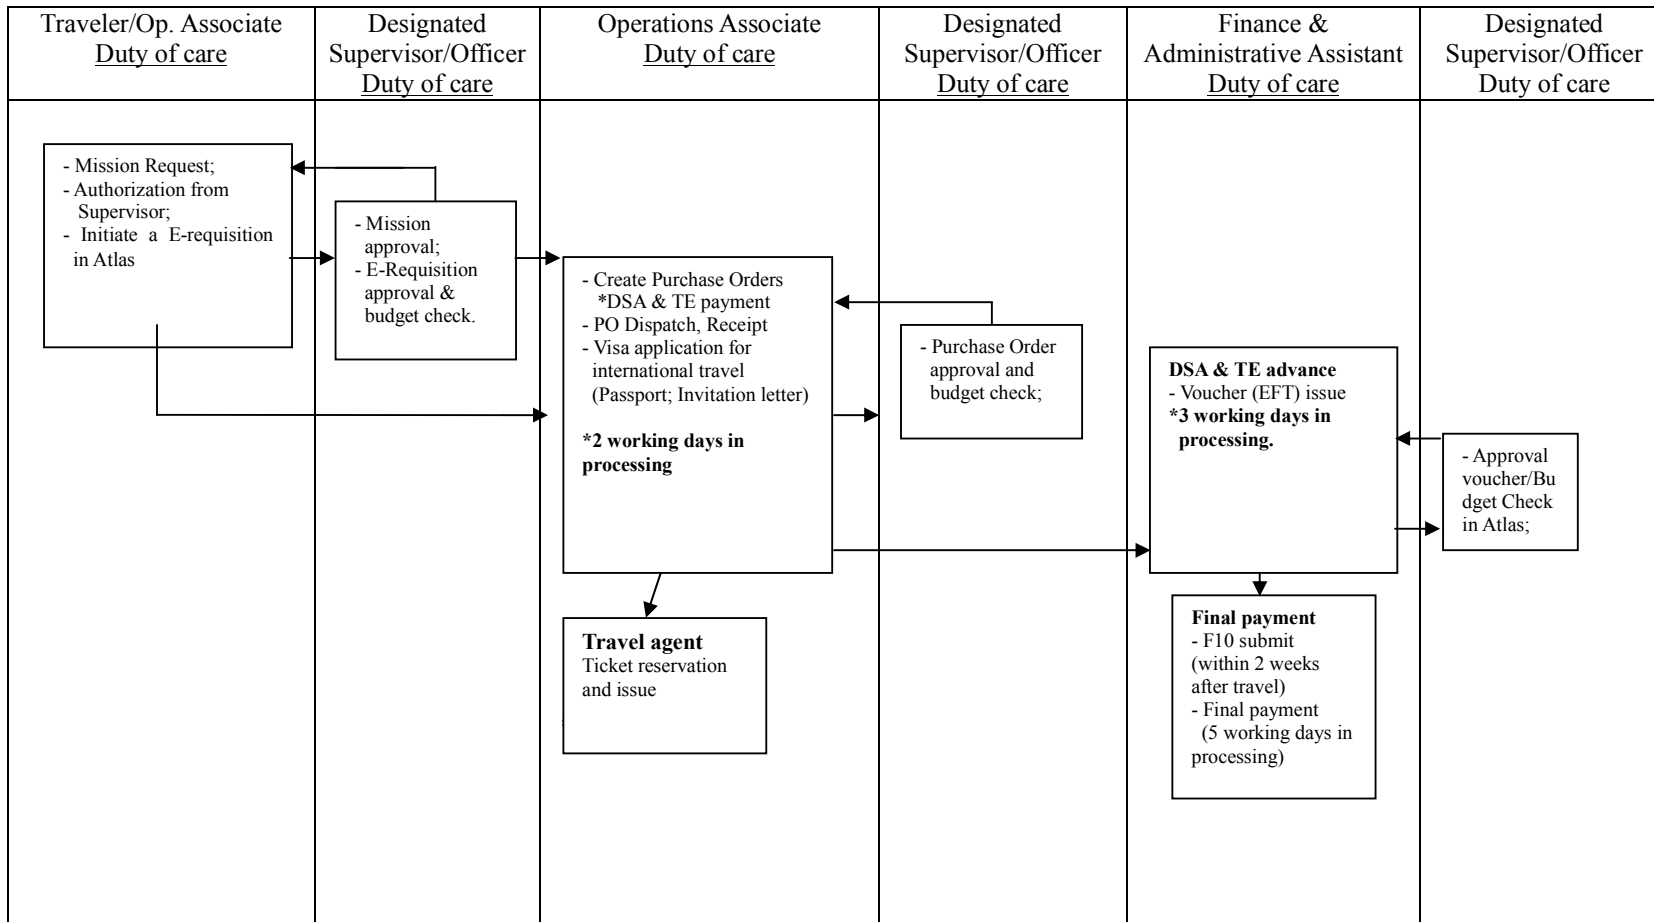 Traveler/Op. Associate
Duty of care
Designated
Supervisor/Officer
Duty of care
Operations Associate
Duty of care
Designated
Supervisor/Officer
Duty of care
Finance &
Administrative Assistant
Duty of care
Designated
Supervisor/Officer
Duty of care
- Mission Request;
- Authorization from
Supervisor;
- Initiate a E-requisition
in Atlas
- Mission
approval;
- E-Requisition
approval &
budget check.
- Create Purchase Orders
*DSA & TE payment
- PO Dispatch, Receipt
- Visa application for
international travel
(Passport; Invitation letter)
*2 working days in
processing
- Purchase Order
approval and
budget check;
DSA & TE advance
- Voucher (EFT) issue
*3 working days in
processing.
- Approval
voucher/Bu
dget Check
in Atlas;
Travel agent
Ticket reservation
and issue
Final payment
- F10 submit
(within 2 weeks
after travel)
- Final payment
(5 working days in
processing)